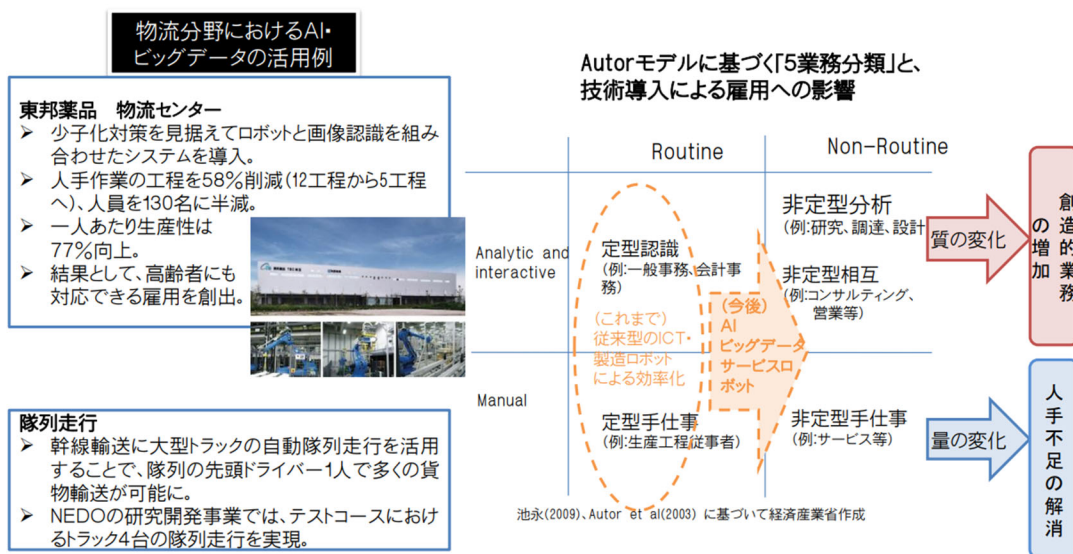 物流分野におけるAI・
ビッグデータの活用例
東邦薬品　物流センター
➢ 少子化対策を見据えてロボットと画像認識を組み
合わせたシステムを導入。
➢ 人手作業の工程を58％削減(12工程から5工程
へ)、人員を130名に半減。
➢ 一人あたり生産性は
77％向上。
➢ 結果として、高齢者にも
対応できる雇用を創出。
隊列走行
➢ 幹線輸送に大型トラックの自動隊列走行を活用
することで、隊列の先頭ドライバー1人で多くの貨
物輸送が可能に。
➢ NEDOの研究開発事業では、テストコースにおけ
るトラック4台の隊列走行を実現。
Autorモデルに基づく「5業務分類」と、
技術導入による雇用への影響
Routine
Non-Routine
Analytic and
interactive
Manual
定型認識
(例:一般事務、会計事
務)
(これまで)
従来型のICT・
製造ロボット
による効率化
定型手仕事
(例:生産工程従事者)
(今後)
AI
ビッグデータ
サービスロ
ボット
非定型分析
(例:研究、調達、設計
非定型相互
(例:コンサルティング、
営業等)
非定型手仕事
(例:サービス等)
質の変化
創造的業務
の増加
量の変化
人手不足の解消
池永(2009)、Autor et al(2003) に基づいて経済産業省作成